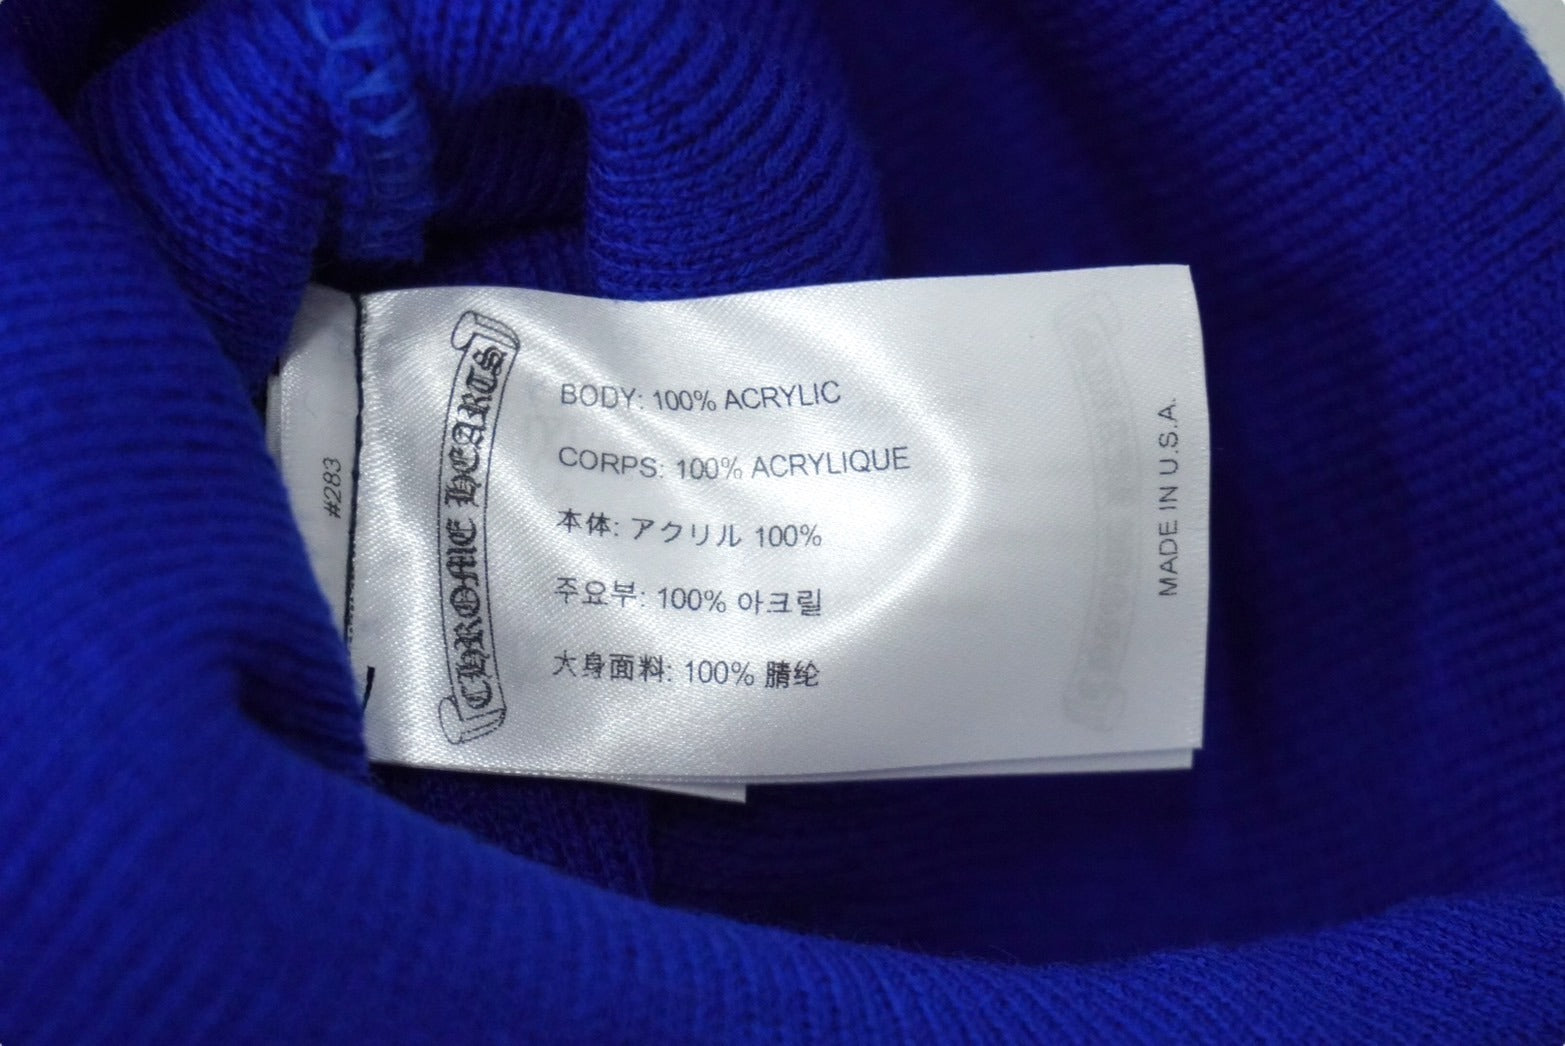 #283
CHROME HEARTS
BODY: 100% ACRYLIC
CORPS: 100% ACRYLIQUE
本体: アクリル 100%
주요부: 100% 아크릴
大身面料: 100% 腈纶
MADE IN U.S.A.